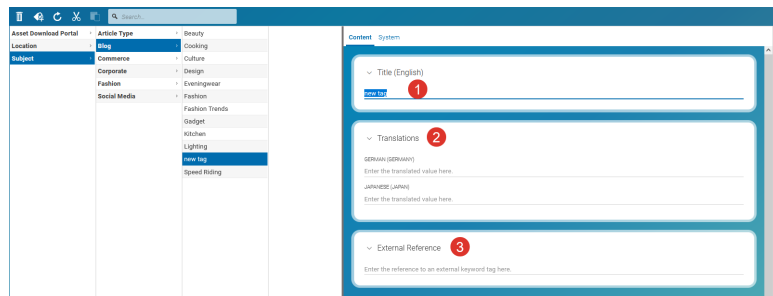 Search...
Asset Download Portal
Location
Subject
Article Type
Blog
Commerce
Corporate
Fashion
Social Media
Beauty
Cooking
Culture
Design
Eveningwear
Fashion
Fashion Trends
Gadget
Kitchen
Lighting
new tag
Speed Riding
Content System
Title (English)
1
new tag
Translations 2
GERMAN (GERMANY)
Enter the translated value here.
JAPANESE (JAPAN)
Enter the translated value here.
External Reference 3
Enter the reference to an external keyword tag here.